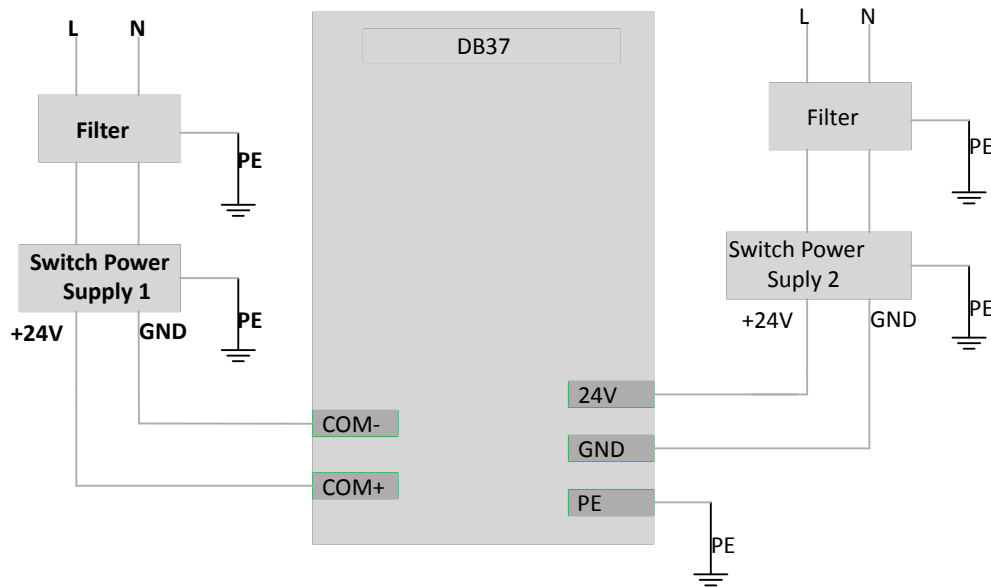 L N
DB37
L N
Filter
PE
Filter
PE
Switch Power
Supply 1
PE
+24V GND
Switch Power
Suply 2
PE
+24V GND
COM-
COM+
24V
GND
PE
PE